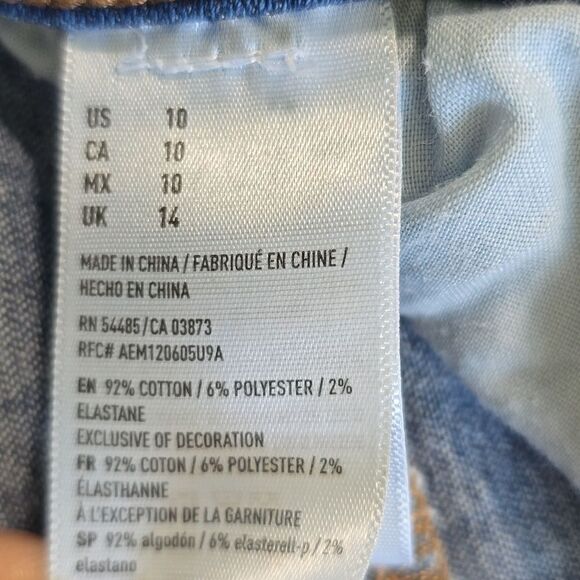 US 10
CA 10
MX 10
UK 14
MADE IN CHINA / FABRIQUÉ EN CHINE /
HECHO EN CHINA
RN 54485/CA 03873
RFC# AEM120605U9A
EN 92% COTTON / 6% POLYESTER / 2%
ELASTANE
EXCLUSIVE OF DECORATION
FR 92% COTON / 6% POLYESTER / 2%
ÉLASTHANNE
À L'EXCEPTION DE LA GARNITURE
SP 92% algodón / 6% elasterell-p / 2%
elastano